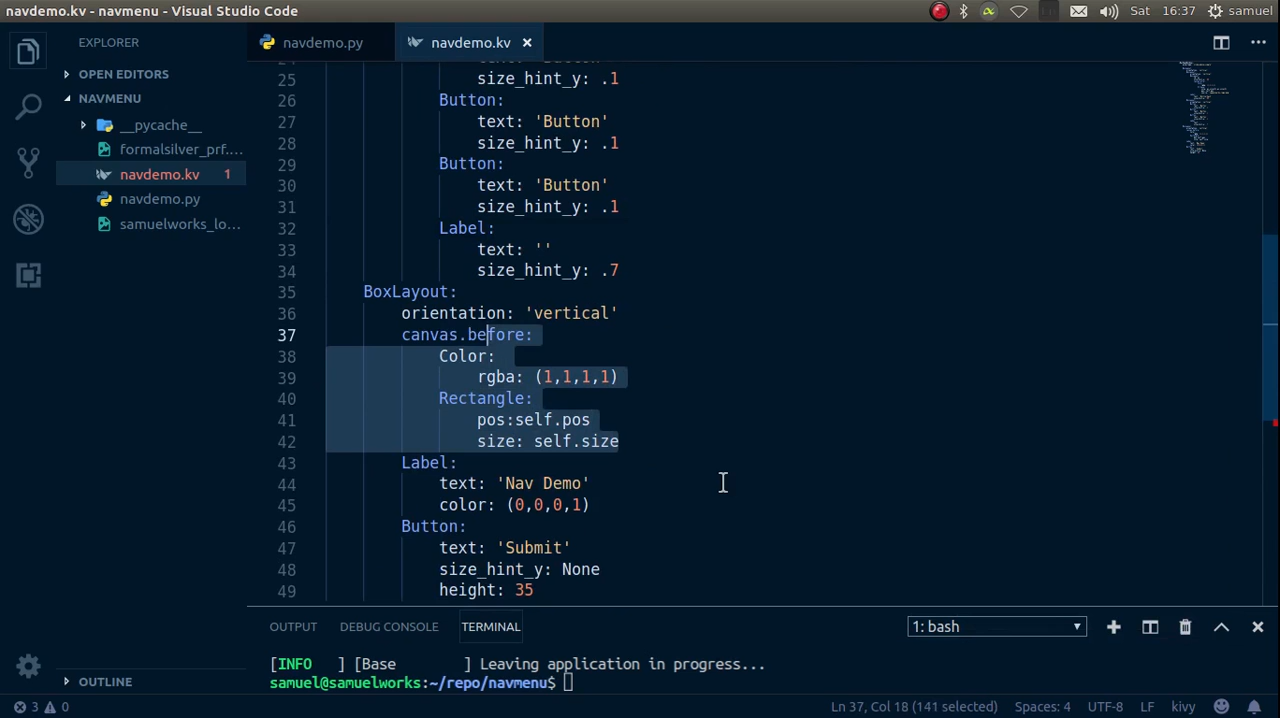 navdemo.kv - navmenu - Visual Studio Code
Sat 16:37 samuel
EXPLORER
navdemo.py
navdemo.kv
OPEN EDITORS
NAVMENU
__pycache__
formalsilver_prf....
navdemo.kv 1
navdemo.py
samuelworks_lo...
25 size_hint_y: .1
26 Button:
27 text: 'Button'
28 size_hint_y: .1
29 Button:
30 text: 'Button'
31 size_hint_y: .1
32 Label:
33 text: ''
34 size_hint_y: .7
35 BoxLayout:
36 orientation: 'vertical'
37 canvas.before:
38 Color:
39 rgba: (1,1,1,1)
40 Rectangle:
41 pos:self.pos
42 size: self.size
43 Label:
44 text: 'Nav Demo'
45 color: (0,0,0,1)
46 Button:
47 text: 'Submit'
48 size_hint_y: None
49 height: 35
OUTPUT DEBUG CONSOLE TERMINAL 1: bash
[INFO ] [Base ] Leaving application in progress...
samuel@samuelworks:~/repo/navmenu$
OUTLINE
3 0 Ln 37, Col 18 (141 selected) Spaces: 4 UTF-8 LF kivy